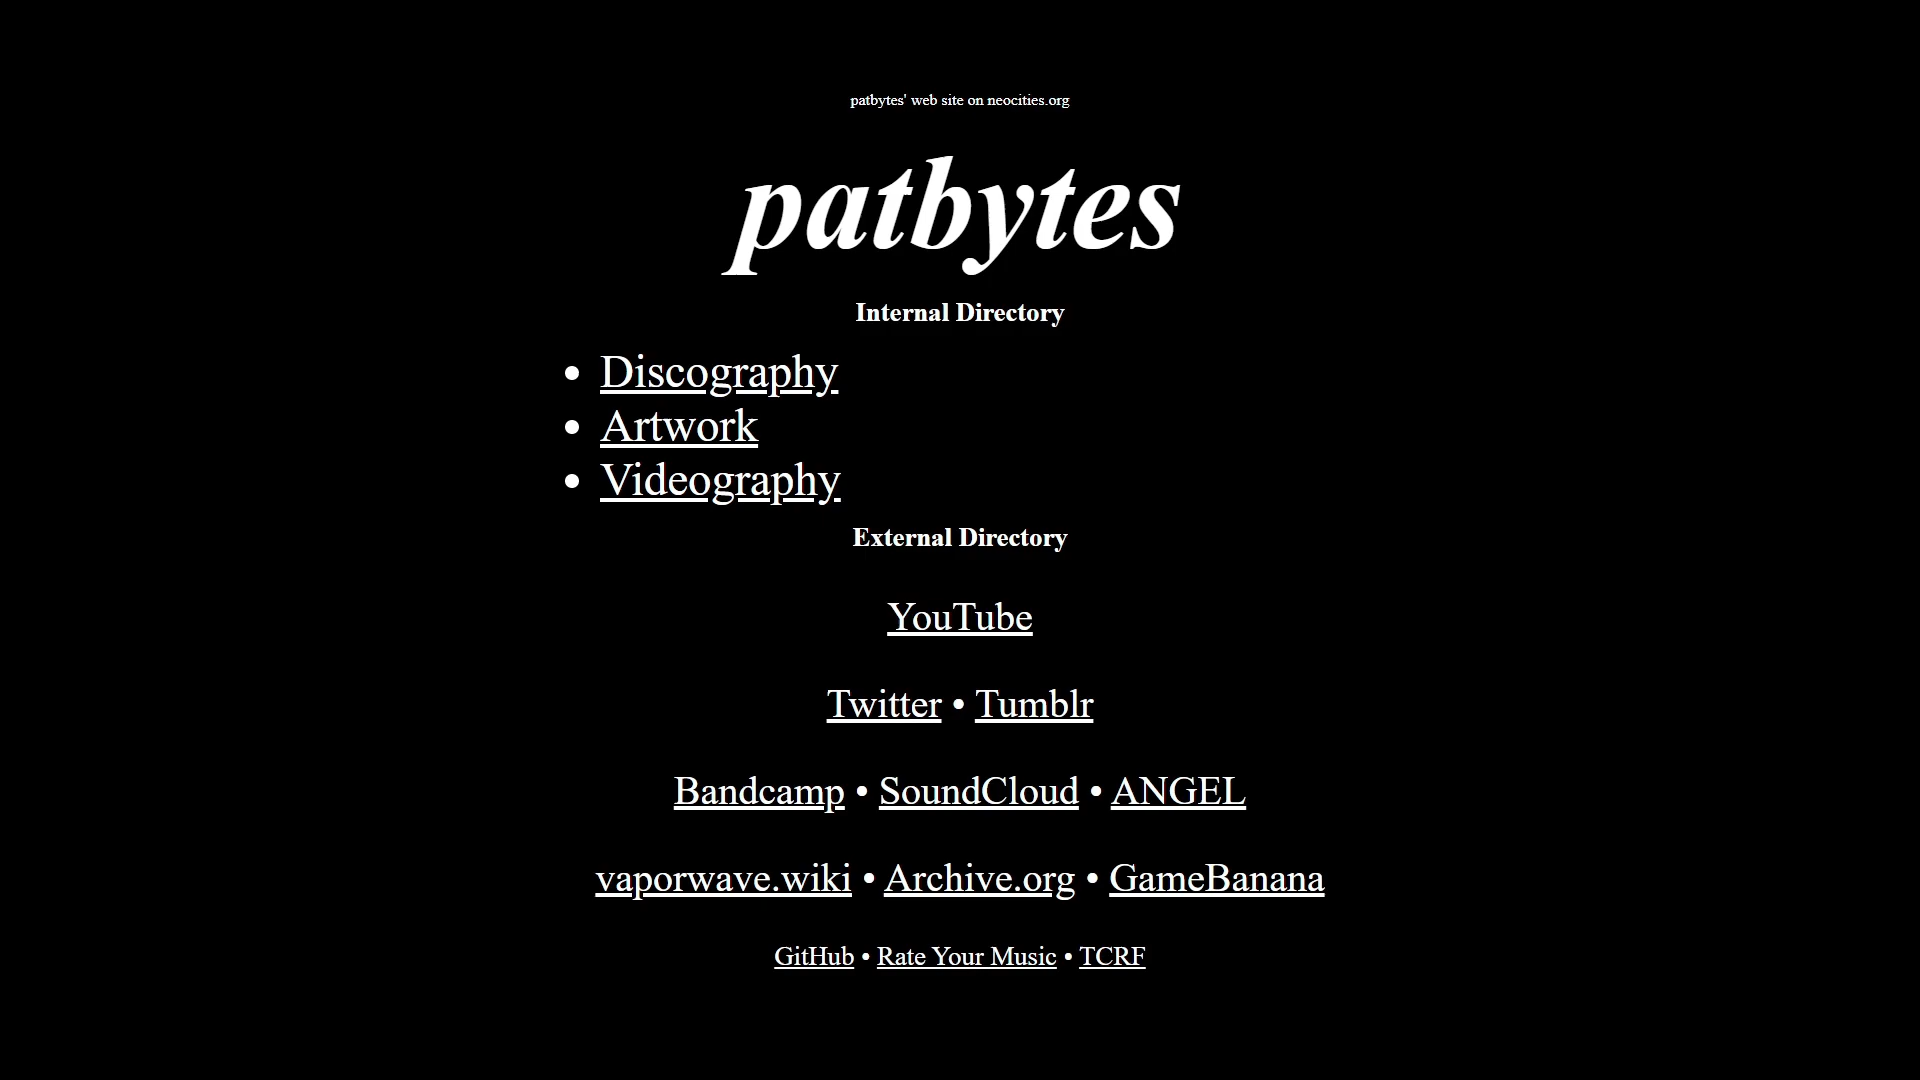 patbytes' web site on neocities.org
patbytes
Internal Directory
• Discography
• Artwork
• Videography
External Directory
YouTube
Twitter • Tumblr
Bandcamp • SoundCloud • ANGEL
vaporwave.wiki • Archive.org • GameBanana
GitHub • Rate Your Music • TCRF